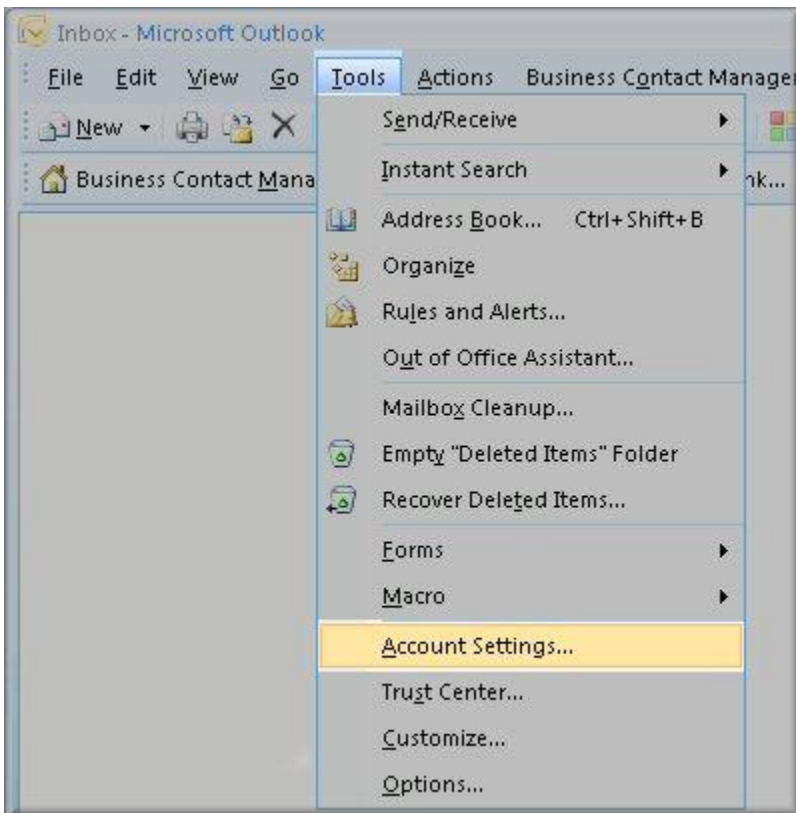 Inbox - Microsoft Outlook
File Edit View Go Tools Actions Business Contact Manager
New
Send/Receive
Business Contact Mana
Instant Search
nk...
Address Book... Ctrl+Shift+B
Organize
Rules and Alerts...
Out of Office Assistant...
Mailbox Cleanup...
Empty "Deleted Items" Folder
Recover Deleted Items...
Forms
Macro
Account Settings...
Trust Center...
Customize...
Options...